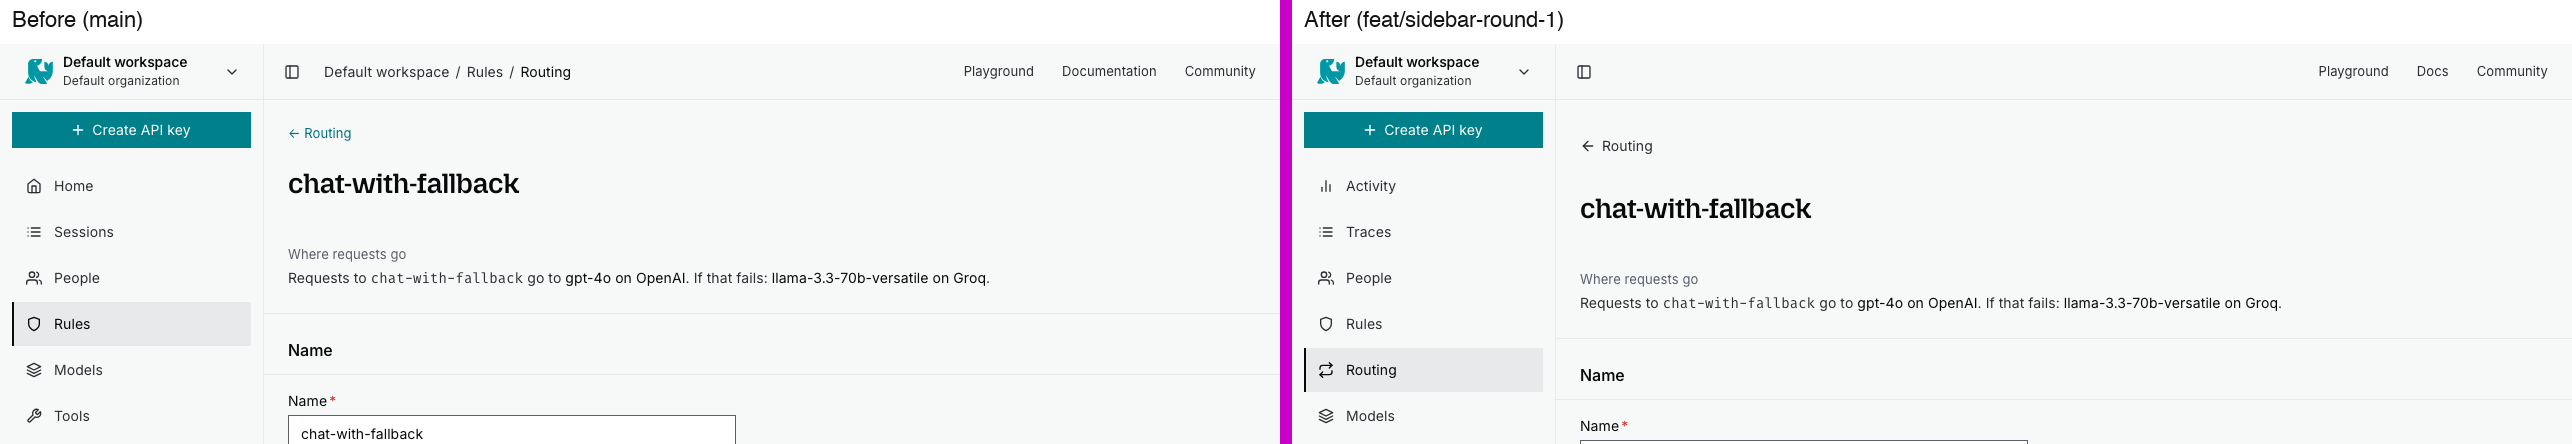 Before (main)
Default workspace
Default organization
Default workspace / Rules / Routing
Playground
Documentation
Community
+ Create API key
← Routing
Home
chat-with-fallback
Sessions
Where requests go
People
Requests to chat-with-fallback go to gpt-4o on OpenAI. If that fails: llama-3.3-70b-versatile on Groq.
Rules
Name
Models
Name*
Tools
chat-with-fallback
After (feat/sidebar-round-1)
Default workspace
Default organization
Playground
Docs
Community
+ Create API key
← Routing
Activity
chat-with-fallback
Traces
People
Where requests go
Requests to chat-with-fallback go to gpt-4o on OpenAI. If that fails: llama-3.3-70b-versatile on Groq.
Rules
Routing
Name
Models
Name*